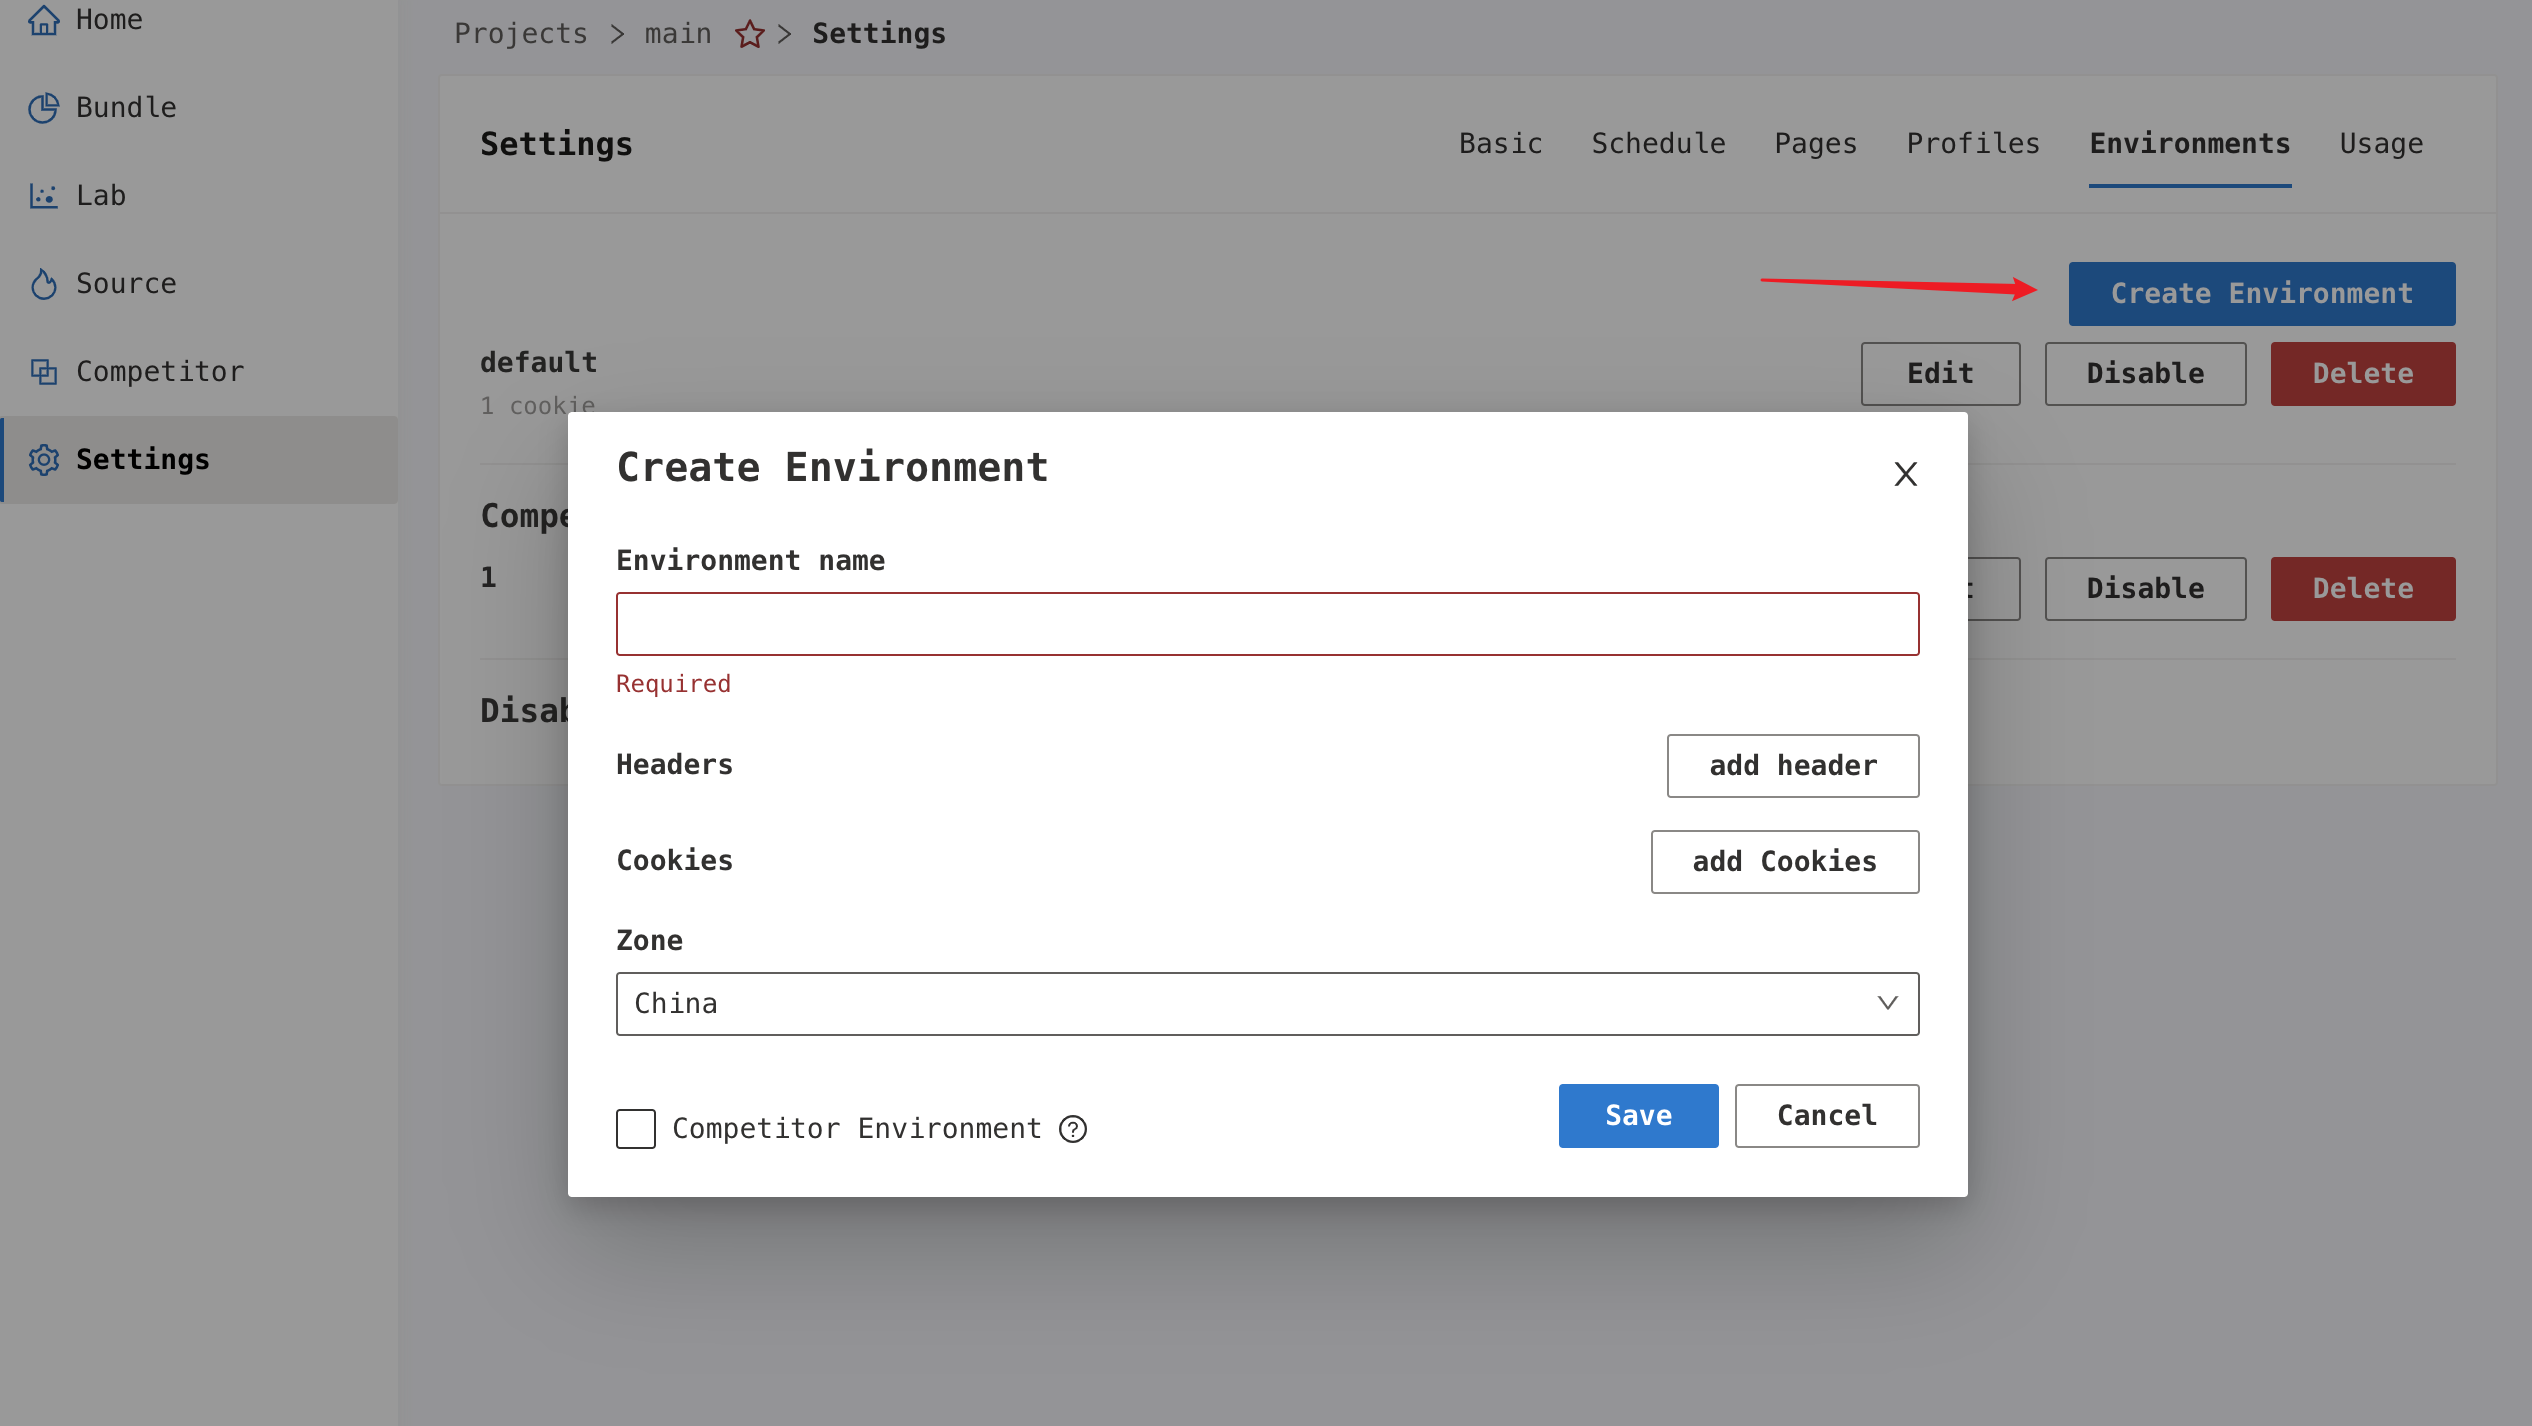 Home
Bundle
Lab
Source
Competitor
Settings
Projects > main > Settings
Settings
Basic Schedule Pages Profiles Environments Usage
Create Environment
default
1 cookie
Edit Disable Delete
Create Environment
X
Environment name
Required
Headers
add header
Cookies
add Cookies
Zone
China
Competitor Environment ?
Save Cancel
1
Disable Delete